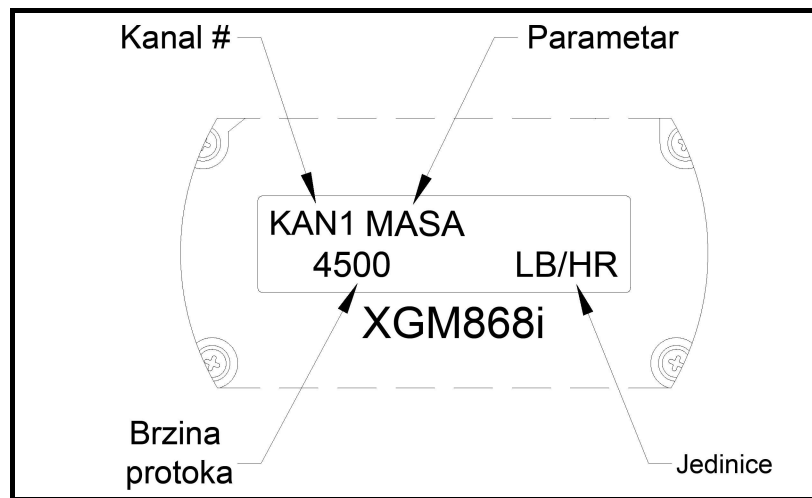 Kanal #
Parametar
KAN1 MASA
4500 LB/HR
XGM868i
Brzina
protoka
Jedinice